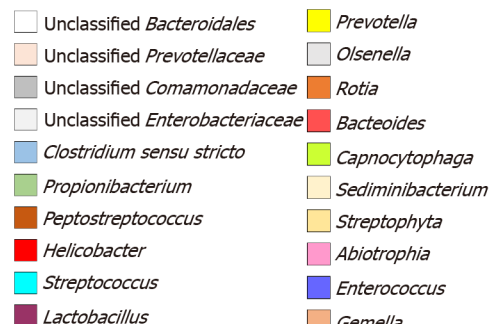 Unclassified Bacteroidales
Unclassified Prevotellaceae
Unclassified Comamonadaceae
Unclassified Enterobacteriaceae
Clostridium sensu stricto
Propionibacterium
Peptostreptococcus
Helicobacter
Streptococcus
Lactobacillus
Prevotella
Olsenella
Rotia
Bacteoides
Capnocytophaga
Sediminibacterium
Streptophyta
Abiotrophia
Enterococcus
Gemella